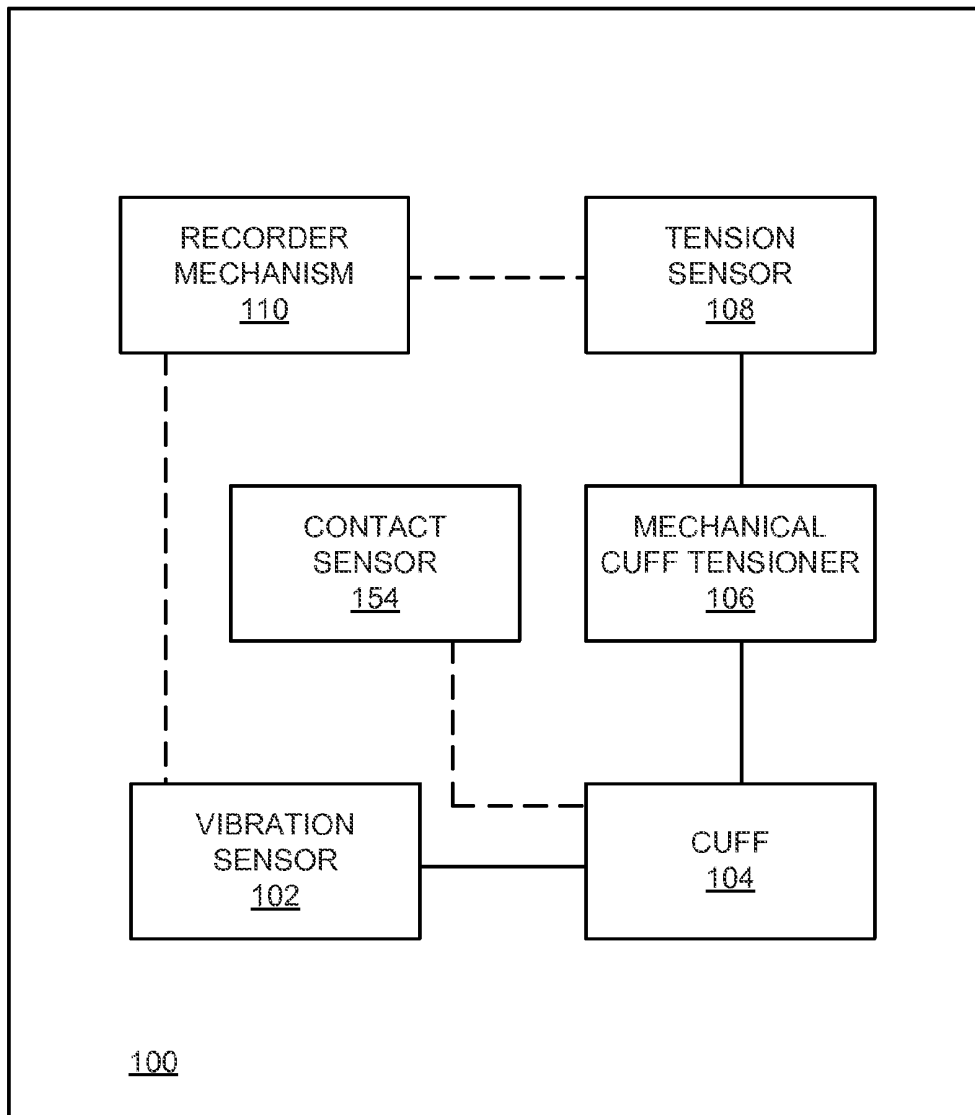 RECORDER
MECHANISM
110
TENSION
SENSOR
108
CONTACT
SENSOR
154
MECHANICAL
CUFF TENSIONER
106
VIBRATION
SENSOR
102
CUFF
104
100